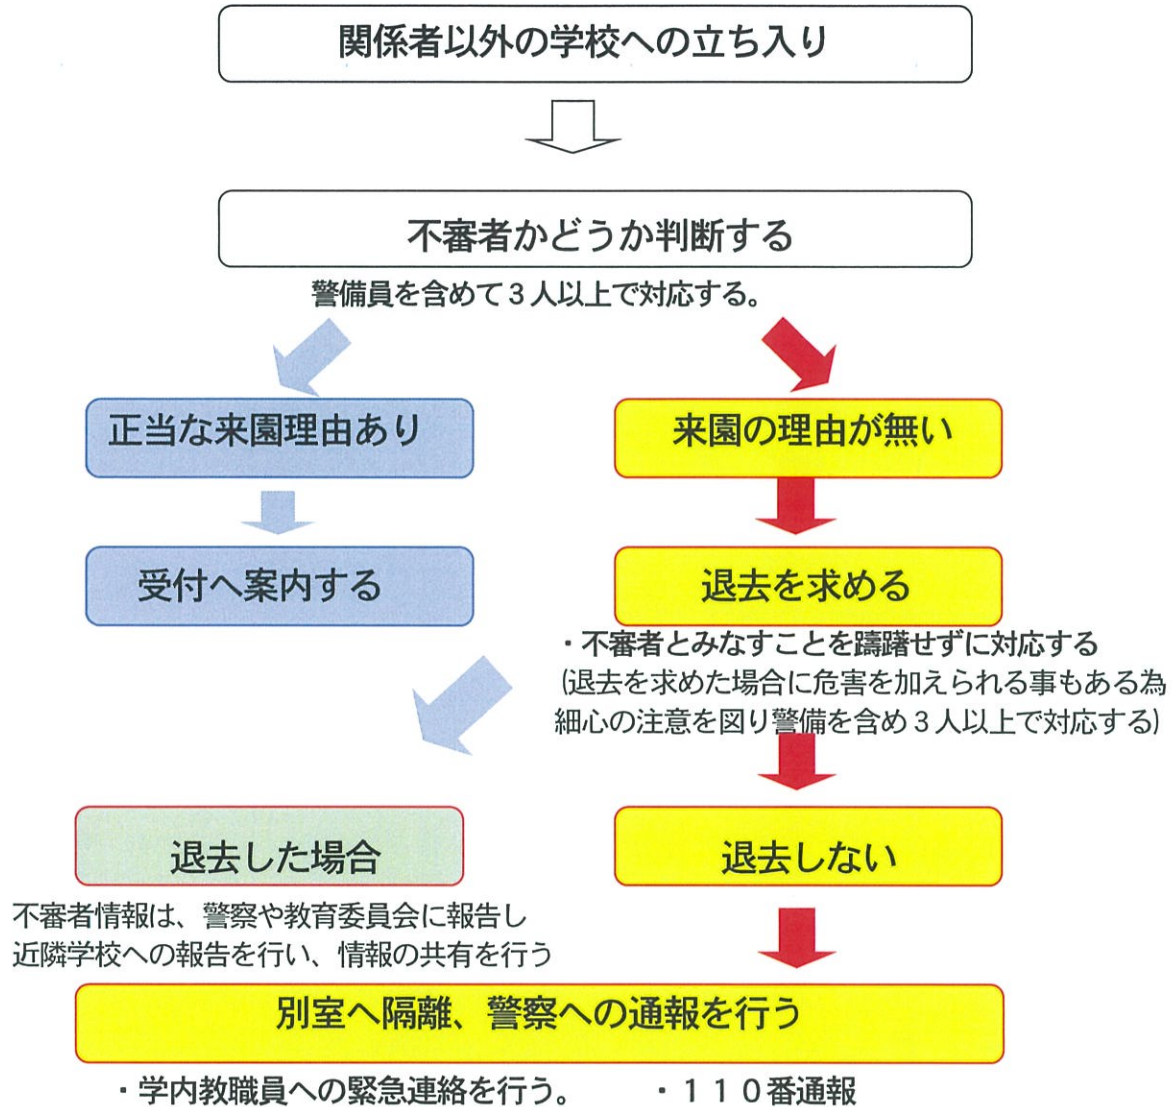 関係者以外の学校への立ち入り
不審者かどうか判断する
警備員を含めて3人以上で対応する。
正当な来園理由あり
来園の理由が無い
受付へ案内する
退去を求める
・不審者とみなすことを躊躇せずに対応する
(退去を求めた場合に危害を加えられる事もある為
細心の注意を図り警備を含め3人以上で対応する)
退去した場合
退去しない
不審者情報は、警察や教育委員会に報告し
近隣学校への報告を行い、情報の共有を行う
別室へ隔離、警察への通報を行う
・学内教職員への緊急連絡を行う。
・１１０番通報